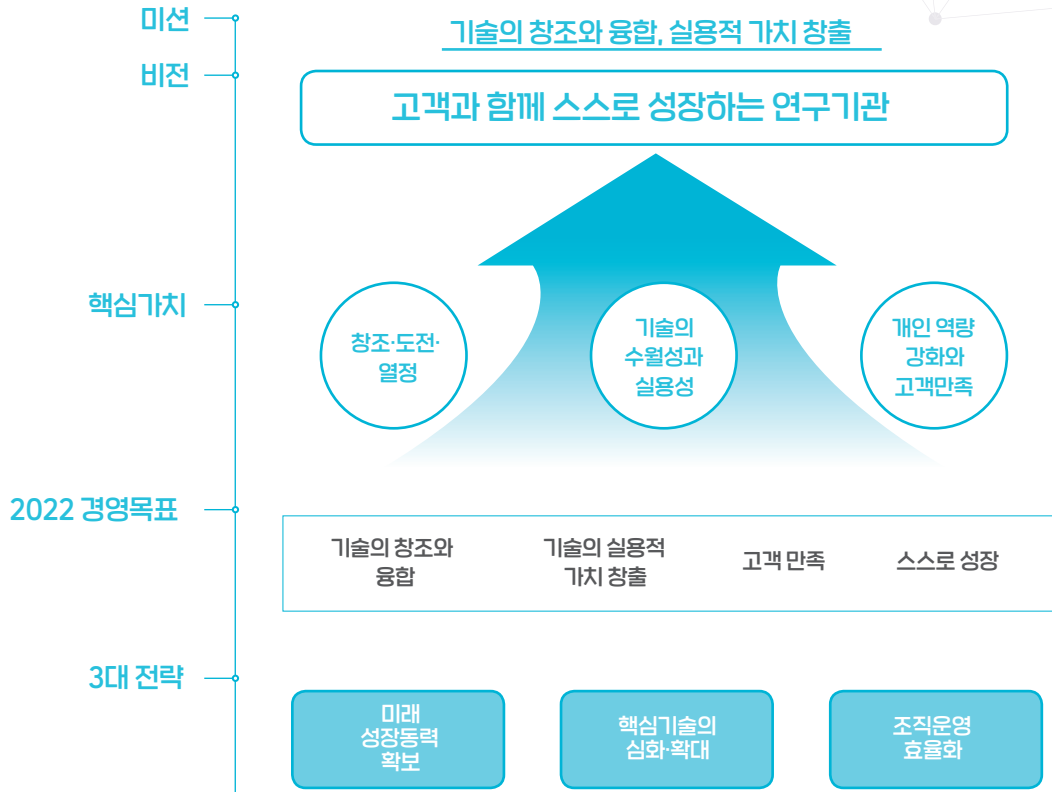 미션
기술의 창조와 융합, 실용적 가치 창출
비전
고객과 함께 스스로 성장하는 연구기관
핵심가치
창조·도전·
열정
기술의
수월성과
실용성
개인 역량
강화와
고객만족
2022 경영목표
기술의 창조와
융합
기술의 실용적
가치 창출
고객 만족
스스로 성장
3대 전략
미래
성장동력
확보
핵심기술의
심화·확대
조직운영
효율화